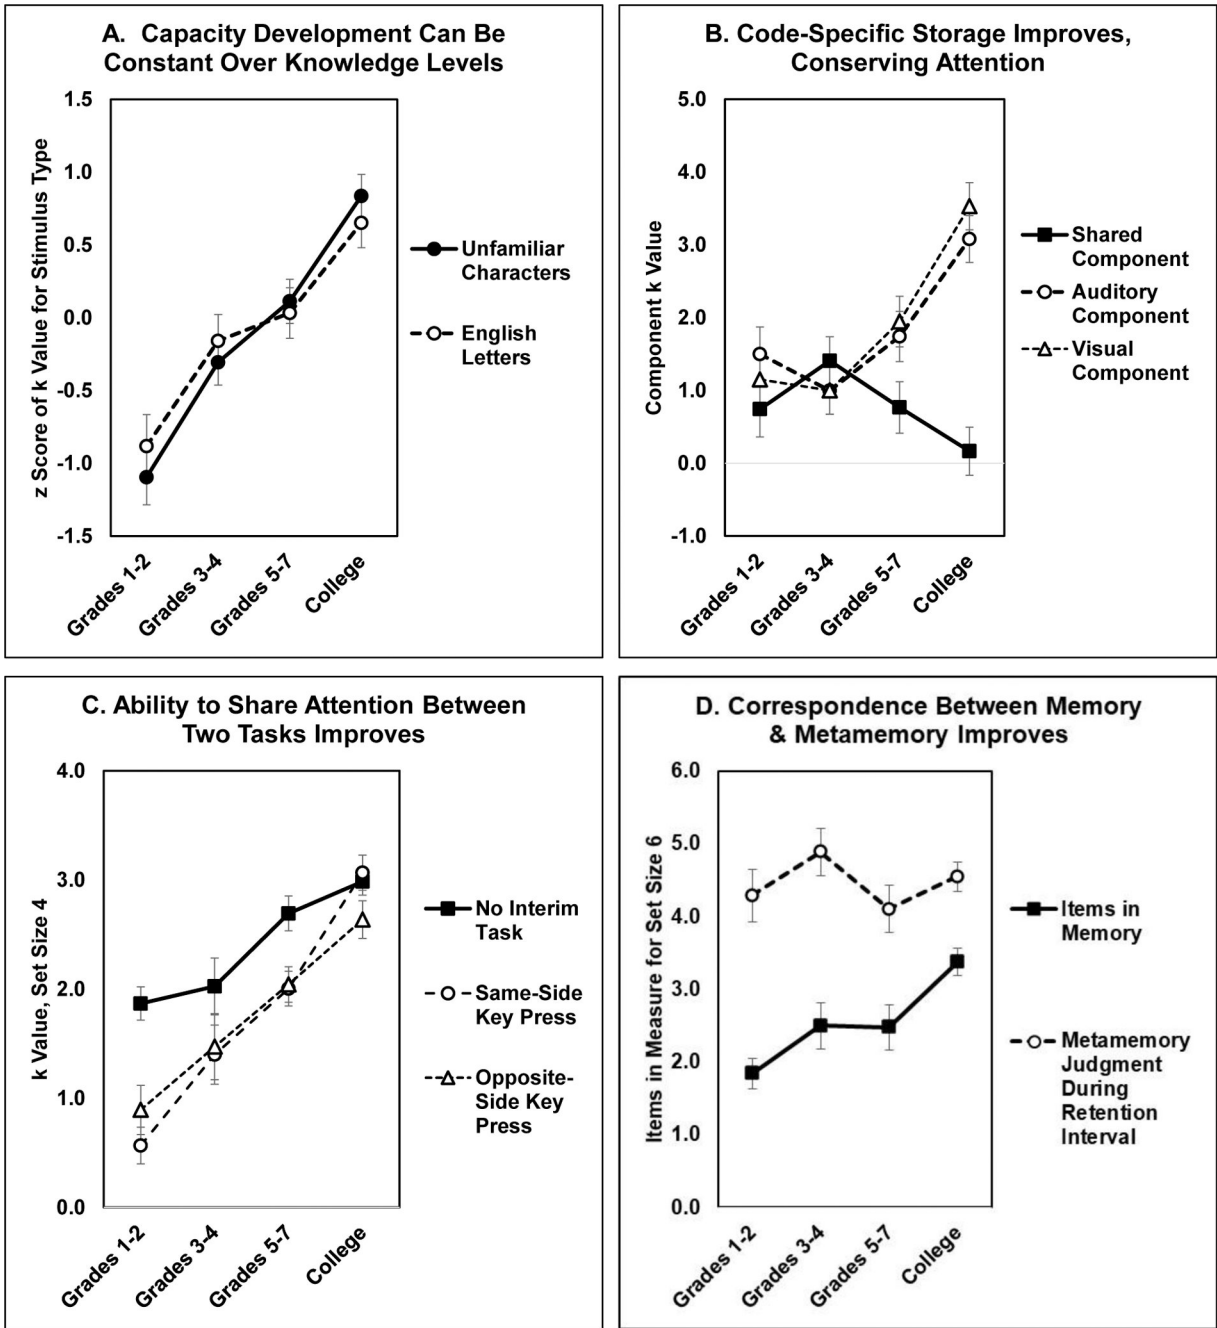 A.  Capacity Development Can Be
Constant Over Knowledge Levels
z Score of k Value for Stimulus Type
1.5
1.0
0.5
0.0
-0.5
-1.0
-1.5
Grades 1-2
Grades 3-4
Grades 5-7
College
Unfamiliar
Characters
English
Letters
B. Code-Specific Storage Improves,
Conserving Attention
Component k Value
5.0
4.0
3.0
2.0
1.0
0.0
-1.0
Grades 1-2
Grades 3-4
Grades 5-7
College
Shared
Component
Auditory
Component
Visual
Component
C. Ability to Share Attention Between
Two Tasks Improves
k Value, Set Size 4
4.0
3.0
2.0
1.0
0.0
Grades 1-2
Grades 3-4
Grades 5-7
College
No Interim
Task
Same-Side
Key Press
Opposite-
Side Key
Press
D. Correspondence Between Memory
& Metamemory Improves
Items in Measure for Set Size 6
6.0
5.0
4.0
3.0
2.0
1.0
0.0
Grades 1-2
Grades 3-4
Grades 5-7
College
Items in
Memory
Metamemory
Judgment
During
Retention
Interval